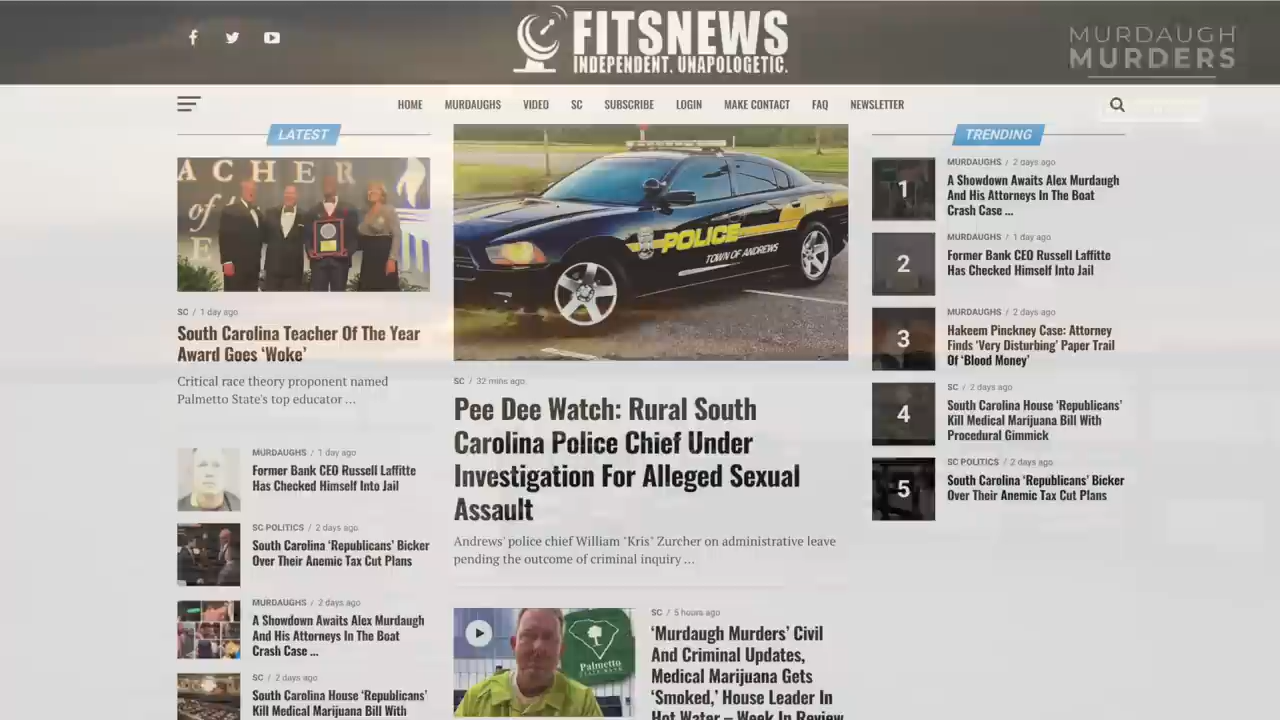 FITSNEWS
INDEPENDENT. UNAPOLOGETIC.
MURDAUGH
MURDERS
HOME MURDAUGHS VIDEO SC SUBSCRIBE LOGIN MAKE CONTACT FAQ NEWSLETTER
LATEST
ACHER
of
E
SC / 1 day ago
South Carolina Teacher Of The Year
Award Goes ‘Woke’
Critical race theory proponent named
Palmetto State's top educator ...
MURDAUGHS / 1 day ago
Former Bank CEO Russell Laffitte
Has Checked Himself Into Jail
SC POLITICS / 2 days ago
South Carolina ‘Republicans’ Bicker
Over Their Anemic Tax Cut Plans
MURDAUGHS / 2 days ago
A Showdown Awaits Alex Murdaugh
And His Attorneys In The Boat
Crash Case ...
SC / 2 days ago
South Carolina House ‘Republicans’
Kill Medical Marijuana Bill With
POLICE
TOWN OF ANDREWS
SC / 32 mins ago
Pee Dee Watch: Rural South
Carolina Police Chief Under
Investigation For Alleged Sexual
Assault
Andrews' police chief William "Kris" Zurcher on administrative leave
pending the outcome of criminal inquiry ...
Palmetto
STATE BANK
SC / 5 hours ago
‘Murdaugh Murders’ Civil
And Criminal Updates,
Medical Marijuana Gets
‘Smoked,’ House Leader In
Hot Water – Week In Review
TRENDING
1
MURDAUGHS / 2 days ago
A Showdown Awaits Alex Murdaugh
And His Attorneys In The Boat
Crash Case ...
2
MURDAUGHS / 1 day ago
Former Bank CEO Russell Laffitte
Has Checked Himself Into Jail
3
MURDAUGHS / 2 days ago
Hakeem Pinckney Case: Attorney
Finds ‘Very Disturbing’ Paper Trail
Of ‘Blood Money’
4
SC / 2 days ago
South Carolina House ‘Republicans’
Kill Medical Marijuana Bill With
Procedural Gimmick
5
SC POLITICS / 2 days ago
South Carolina ‘Republicans’ Bicker
Over Their Anemic Tax Cut Plans